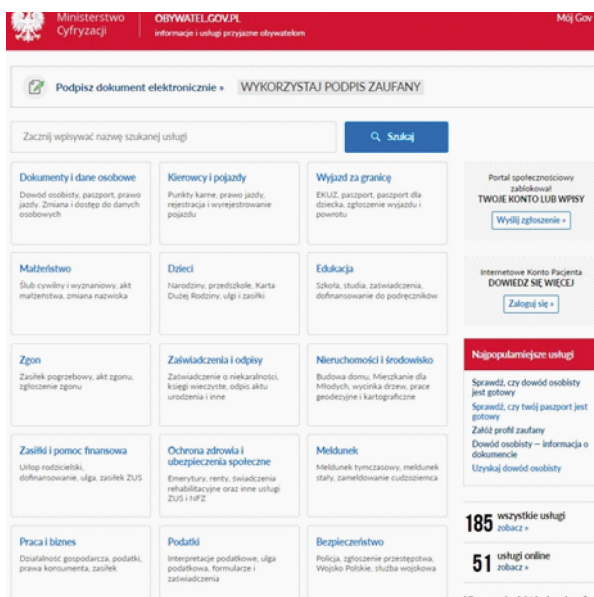 Ministerstwo
Cyfryzacji
OBYWATEL.GOV.PL
informacje i usługi przyjazne obywatelom
Mój Gov
Podpisz dokument elektronicznie » WYKORZYSTAJ PODPIS ZAUFANY
Zacznij wpisywać nazwę szukanej usługi
Szukaj
Dokumenty i dane osobowe
Dowód osobisty, paszport, prawo
jazdy. Zmiana i dostęp do danych
osobowych
Kierowcy i pojazdy
Punkty karne, prawo jazdy,
rejestracja i wyrejestrowanie
pojazdu
Wyjazd za granicę
EKUZ, paszport, paszport dla
dziecka, zgłoszenie wyjazdu i
powrotu
Portal społecznościowy
zablokował
TWOJE KONTO LUB WPISY
Wyślij zgłoszenie »
Małżeństwo
Ślub cywilny i wyznaniowy, akt
małżeństwa, zmiana nazwiska
Dzieci
Narodziny, przedszkole, Karta
Dużej Rodziny, ulgi i zasiłki
Edukacja
Szkoła, studia, zaświadczenia,
dofinansowanie do podręczników
Internetowe Konto Pacjenta
DOWIEDZ SIĘ WIĘCEJ
Zaloguj się »
Zgon
Zasiłek pogrzebowy, akt zgonu,
zgłoszenie zgonu
Zaświadczenia i odpisy
Zaświadczenie o niekaralności,
księgi wieczyste, odpis aktu
urodzenia i inne
Nieruchomości i środowisko
Budowa domu, Mieszkanie dla
Młodych, wycinka drzew, prace
geodezyjne i kartograficzne
Najpopularniejsze usługi
Sprawdź, czy dowód osobisty
jest gotowy
Sprawdź, czy twój paszport jest
gotowy
Załóż profil zaufany
Dowód osobisty — informacja o
dokumencie
Uzyskaj dowód osobisty
Zasiłki i pomoc finansowa
Urlop rodzicielski,
dofinansowanie, ulga, zasiłek ZUS
Ochrona zdrowia i
ubezpieczenia społeczne
Emerytury, renty, świadczenia
rehabilitacyjne oraz inne usługi
ZUS i NFZ
Meldunek
Meldunek tymczasowy, meldunek
stały, zameldowanie cudzoziemca
185 wszystkie usługi
zobacz »
Praca i biznes
Działalność gospodarcza, podatki,
prawa konsumenta, zasiłek
Podatki
Interpretacje podatkowe, ulga
podatkowa, formularze i
zaświadczenia
Bezpieczeństwo
Policja, zgłoszenie przestępstwa,
Wojsko Polskie, służba wojskowa
51 usługi online
zobacz »